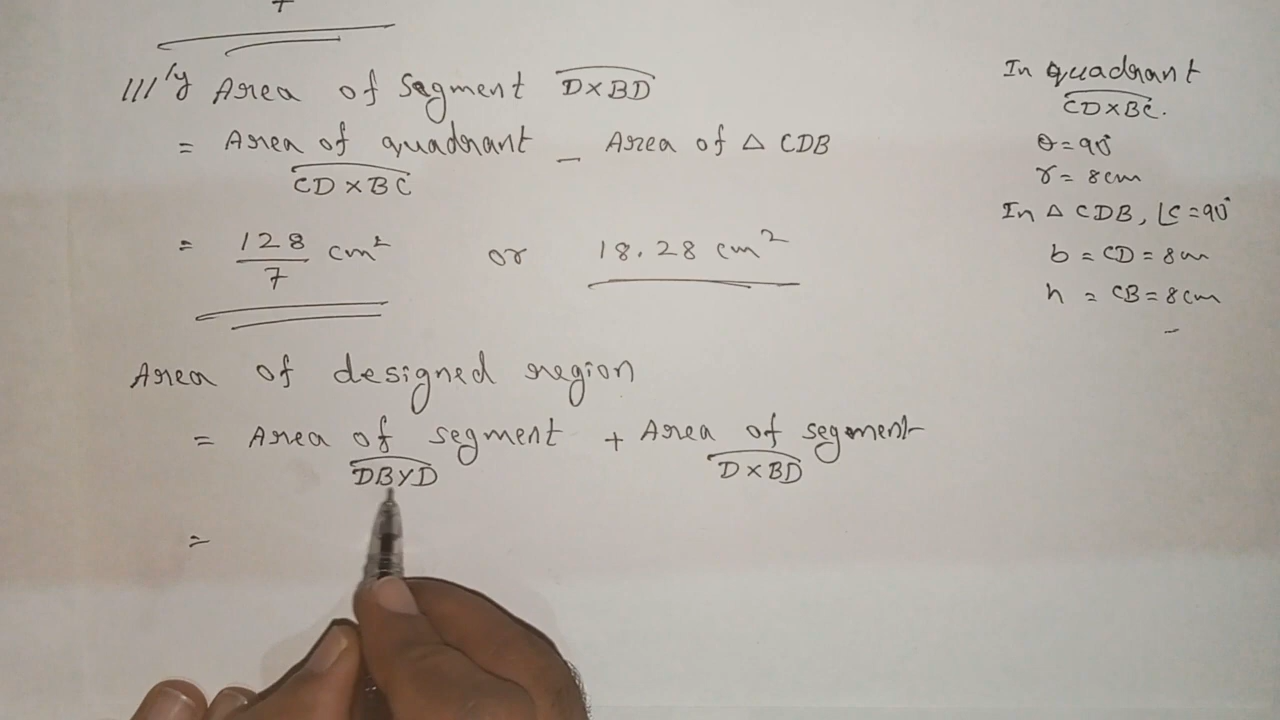 7
111ly Area of Segment DXBD
= Area of quadrant - Area of △ CDB
CDXBC
= 128/7 cm² or 18.28 cm²
Area of designed region
= Area of segment + Area of segment
DBYD DXBD
=
In quadrant
CDXBC.
θ = 90°
r = 8cm
In △ CDB, ∠C = 90°
b = CD = 8cm
h = CB = 8cm
-